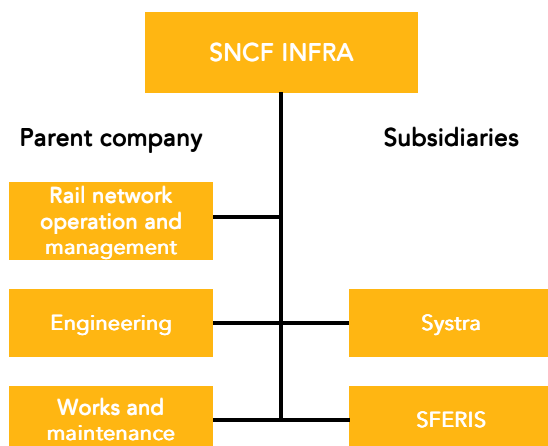 SNCF INFRA
Parent company
Subsidiaries
Rail network
operation and
management
Engineering
Systra
Works and
maintenance
SFERIS